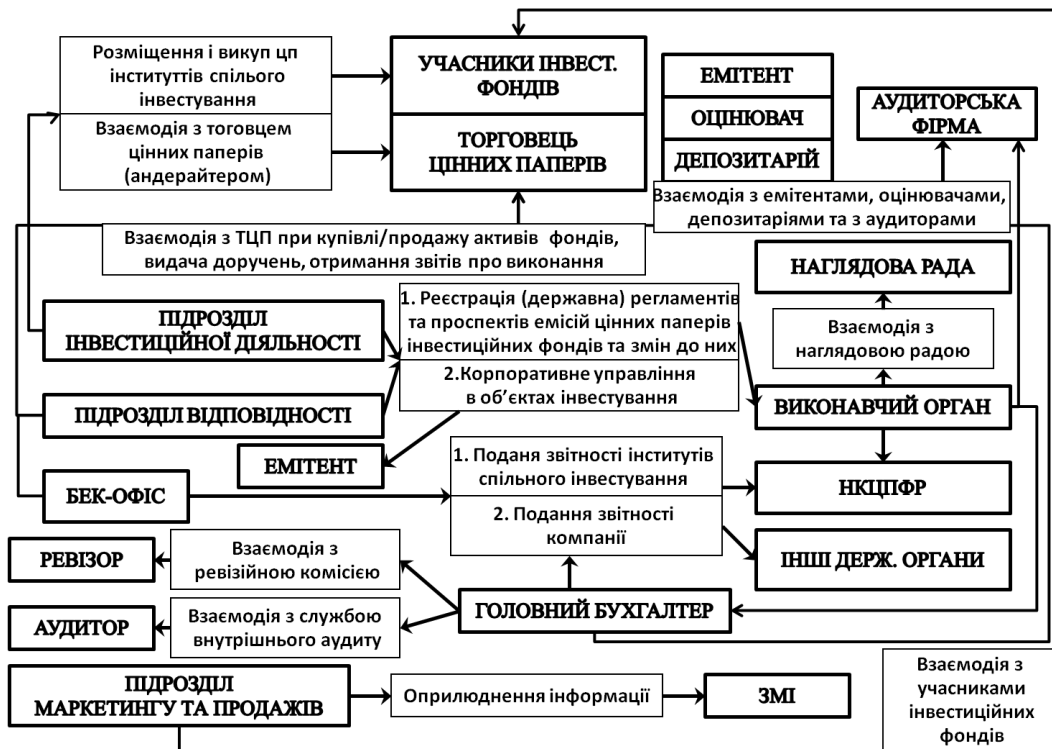 Розміщення і викуп цп
інституттів спілього
інвестування
Взаємодія з тоговцем
цінних паперів
(андерайтером)
УЧАСНИКИ ІНВЕСТ.
ФОНДІВ
ТОРГОВЕЦЬ
ЦІННИХ ПАПЕРІВ
ЕМІТЕНТ
ОЦІНЮВАЧ
ДЕПОЗИТАРІЙ
АУДИТОРСЬКА
ФІРМА
Взаємодія з емітентами, оцінювачами,
депозитаріями та з аудиторами
Взаємодія з ТЦП при купівлі/продажу активів фондів,
видача доручень, отримання звітів про виконання
НАГЛЯДОВА РАДА
ПІДРОЗДІЛ
ІНВЕСТИЦІЙНОЇ ДІЯЛЬНОСТІ
1. Реєстрація (державна) регламентів
та проспектів емісій цінних паперів
інвестиційних фондів та змін до них
2.Корпоративне управління
в об’єктах інвестування
Взаємодія з
наглядовою радою
ПІДРОЗДІЛ ВІДПОВІДНОСТІ
ВИКОНАВЧИЙ ОРГАН
ЕМІТЕНТ
БЕК-ОФІС
1. Поданя звітності інститутів
спільного інвестування
2. Подання звітності
компанії
НКЦПФР
ІНШІ ДЕРЖ. ОРГАНИ
РЕВІЗОР
Взаємодія з
ревізійною комісією
АУДИТОР
Взаємодія з службою
внутрішнього аудиту
ГОЛОВНИЙ БУХГАЛТЕР
ПІДРОЗДІЛ
МАРКЕТИНГУ ТА ПРОДАЖІВ
Оприлюднення інформації
ЗМІ
Взаємодія з
учасниками
інвестиційних
фондів